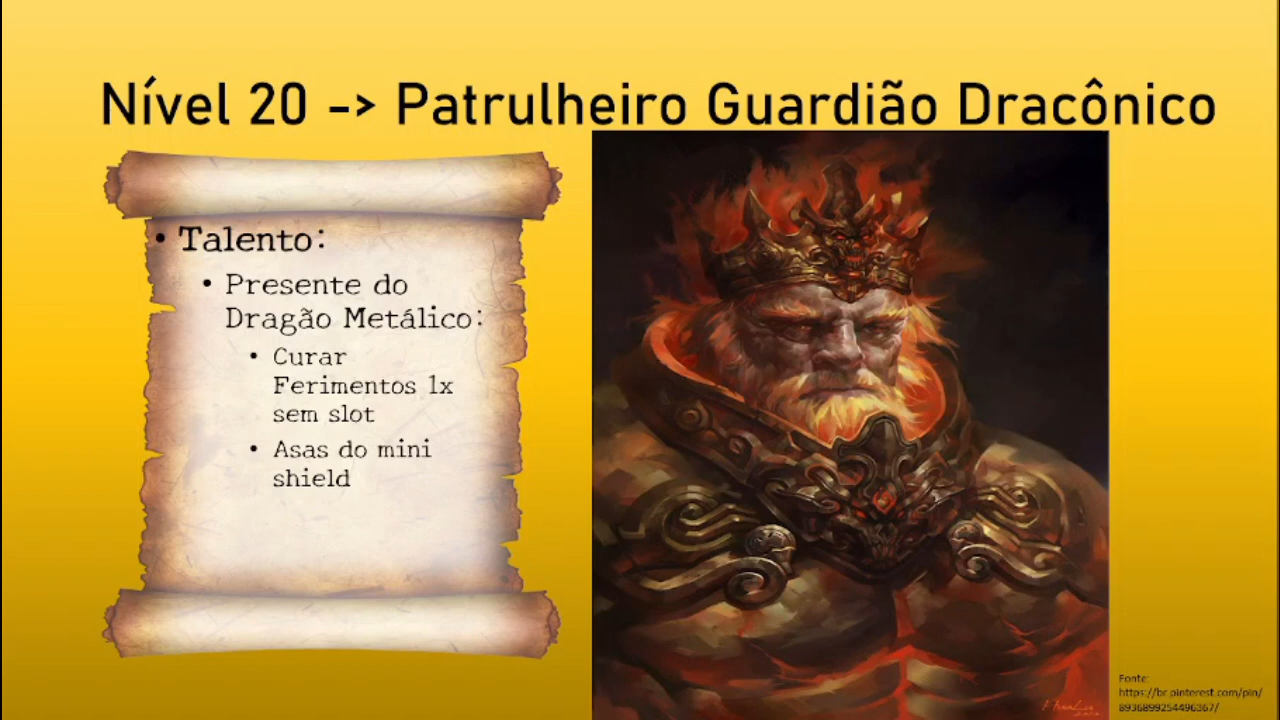 Nível 20 -> Patrulheiro Guardião Dracônico
• Talento:
• Presente do
Dragão Metálico:
• Curar
Ferimentos 1x
sem slot
• Asas do mini
shield
Fonte:
https://br.pinterest.com/pin/
8936899254496367/